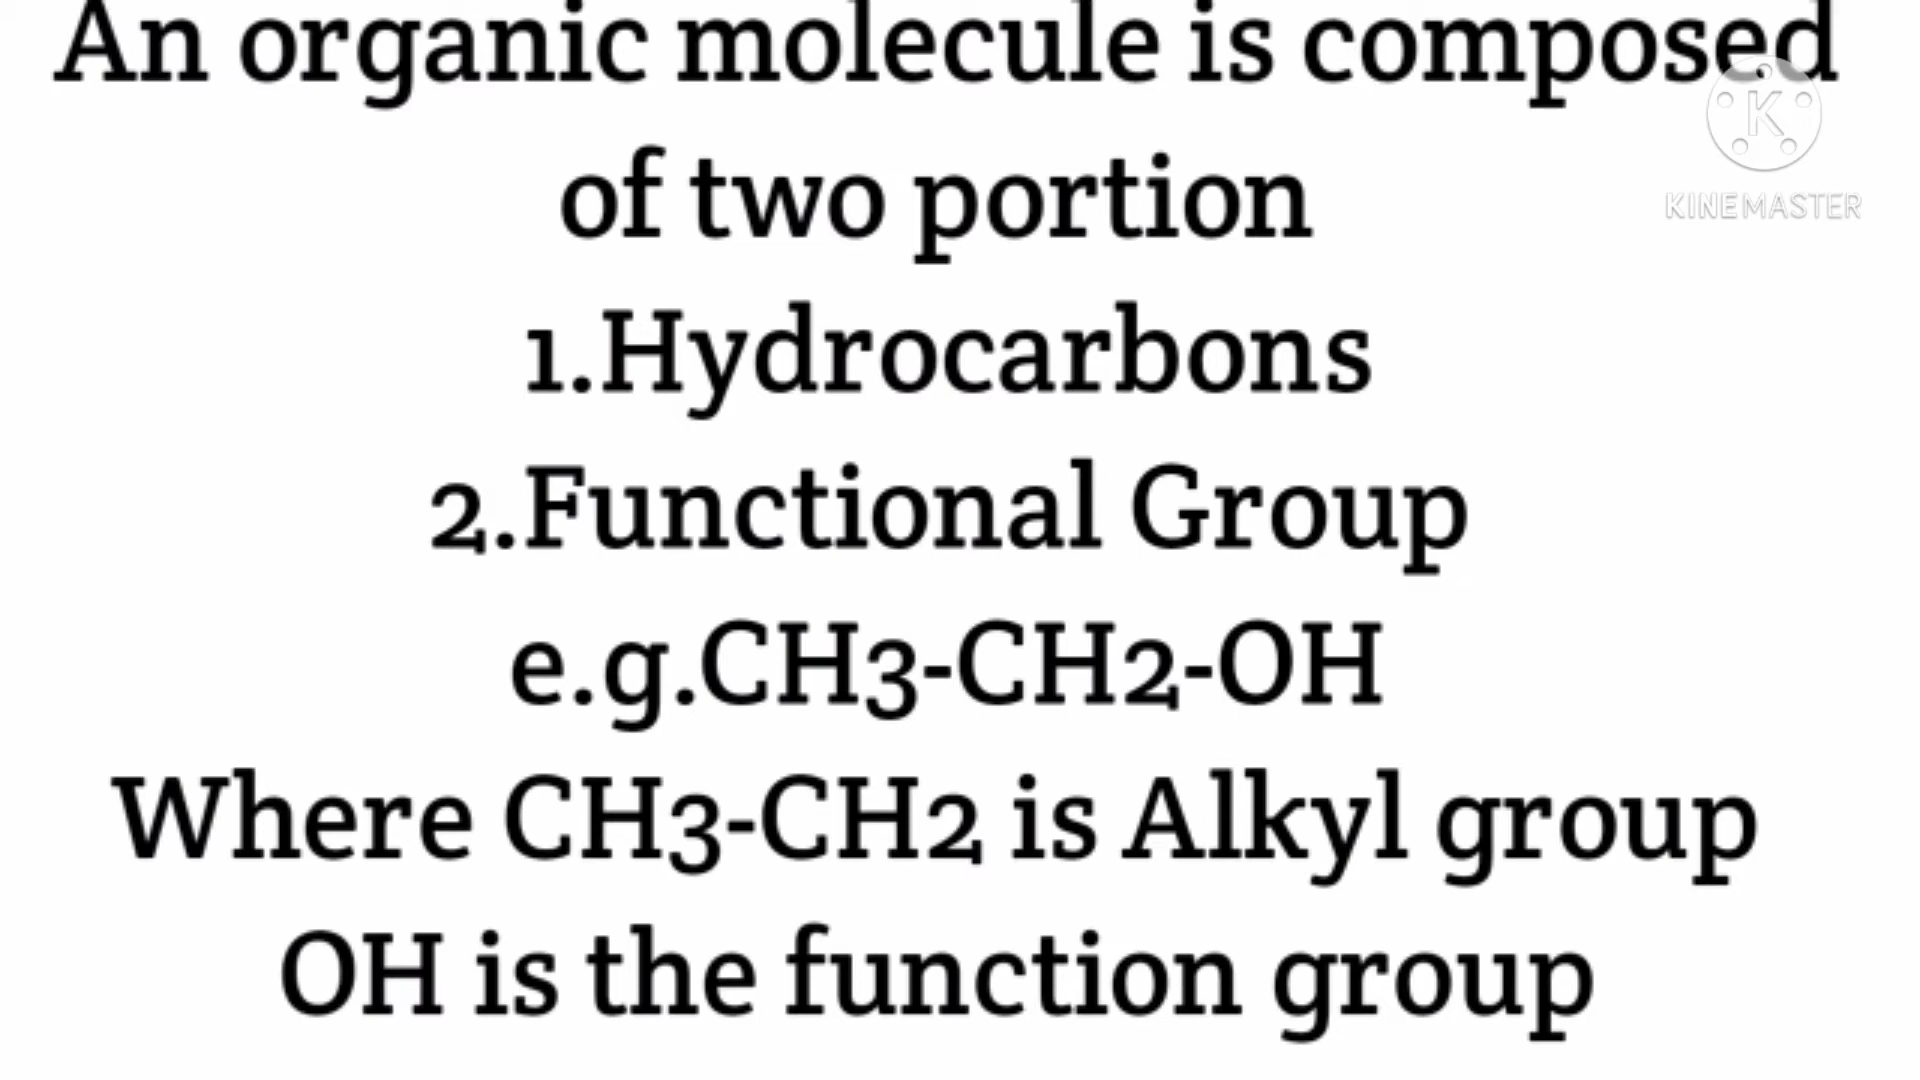 An organic molecule is composed
of two portion
1.Hydrocarbons
2.Functional Group
e.g.CH3-CH2-OH
Where CH3-CH2 is Alkyl group
OH is the function group
K
KINEMASTER